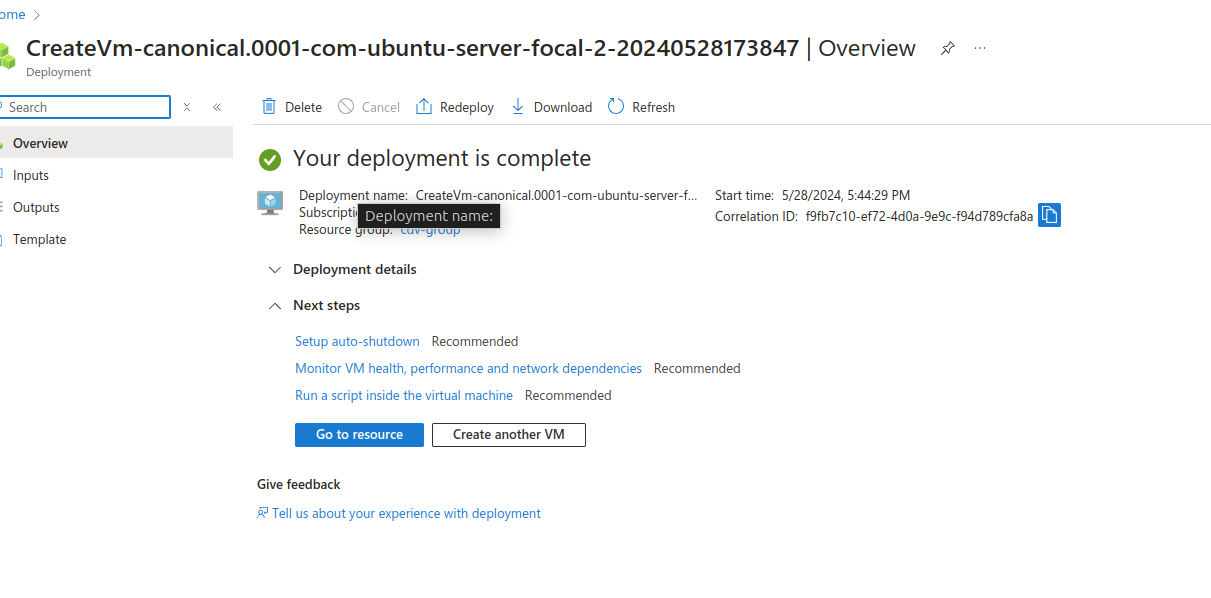 ome >
CreateVm-canonical.0001-com-ubuntu-server-focal-2-20240528173847 | Overview
Deployment
Search
Delete Cancel Redeploy Download Refresh
Overview
Inputs
Outputs
Template
Your deployment is complete
Deployment name: CreateVm-canonical.0001-com-ubuntu-server-f...
Start time: 5/28/2024, 5:44:29 PM
Subscripti
Deployment name:
Correlation ID: f9fb7c10-ef72-4d0a-9e9c-f94d789cfa8a
Resource group: cdv-group
Deployment details
Next steps
Setup auto-shutdown Recommended
Monitor VM health, performance and network dependencies Recommended
Run a script inside the virtual machine Recommended
Go to resource Create another VM
Give feedback
Tell us about your experience with deployment